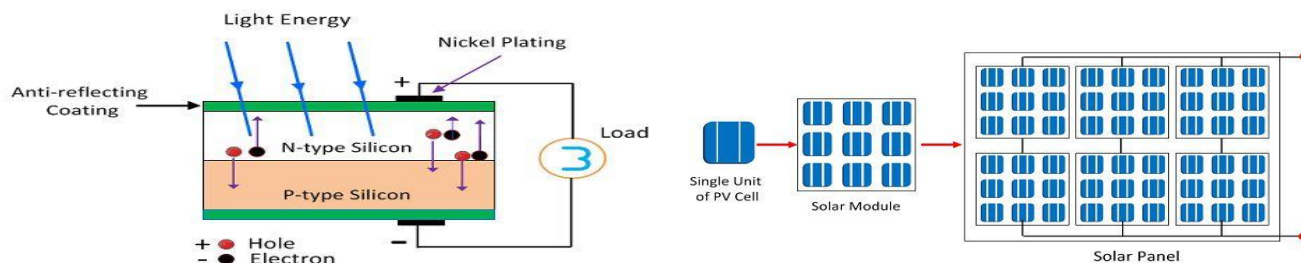 Light Energy
Nickel Plating
+
Anti-reflecting
Coating
Load
N-type Silicon
P-type Silicon
–
+ Hole
– Electron
Single Unit
of PV Cell
Solar Module
Solar Panel